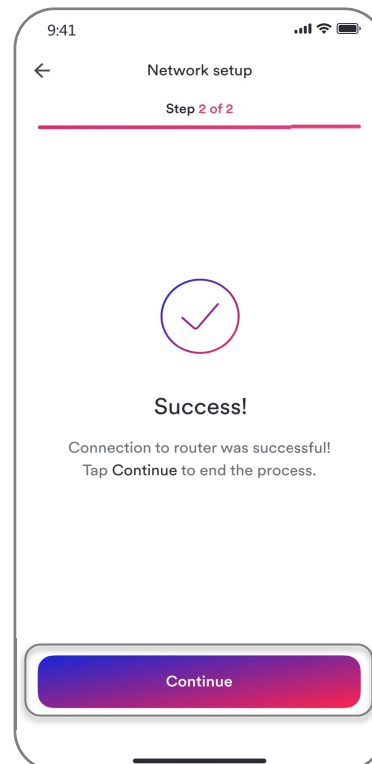 9:41
Network setup
Step 2 of 2
Success!
Connection to router was successful!
Tap Continue to end the process.
Continue